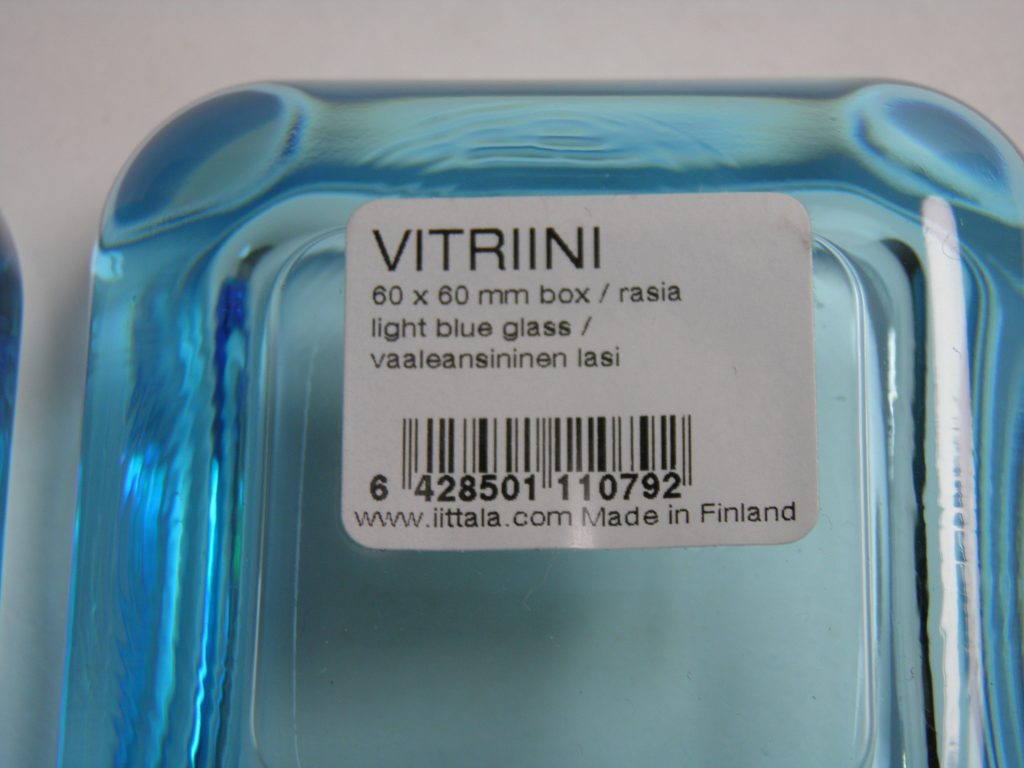 VITRIINI
60 x 60 mm box / rasia
light blue glass /
vaaleansininen lasi
6 428501 110792
www.iittala.com Made in Finland